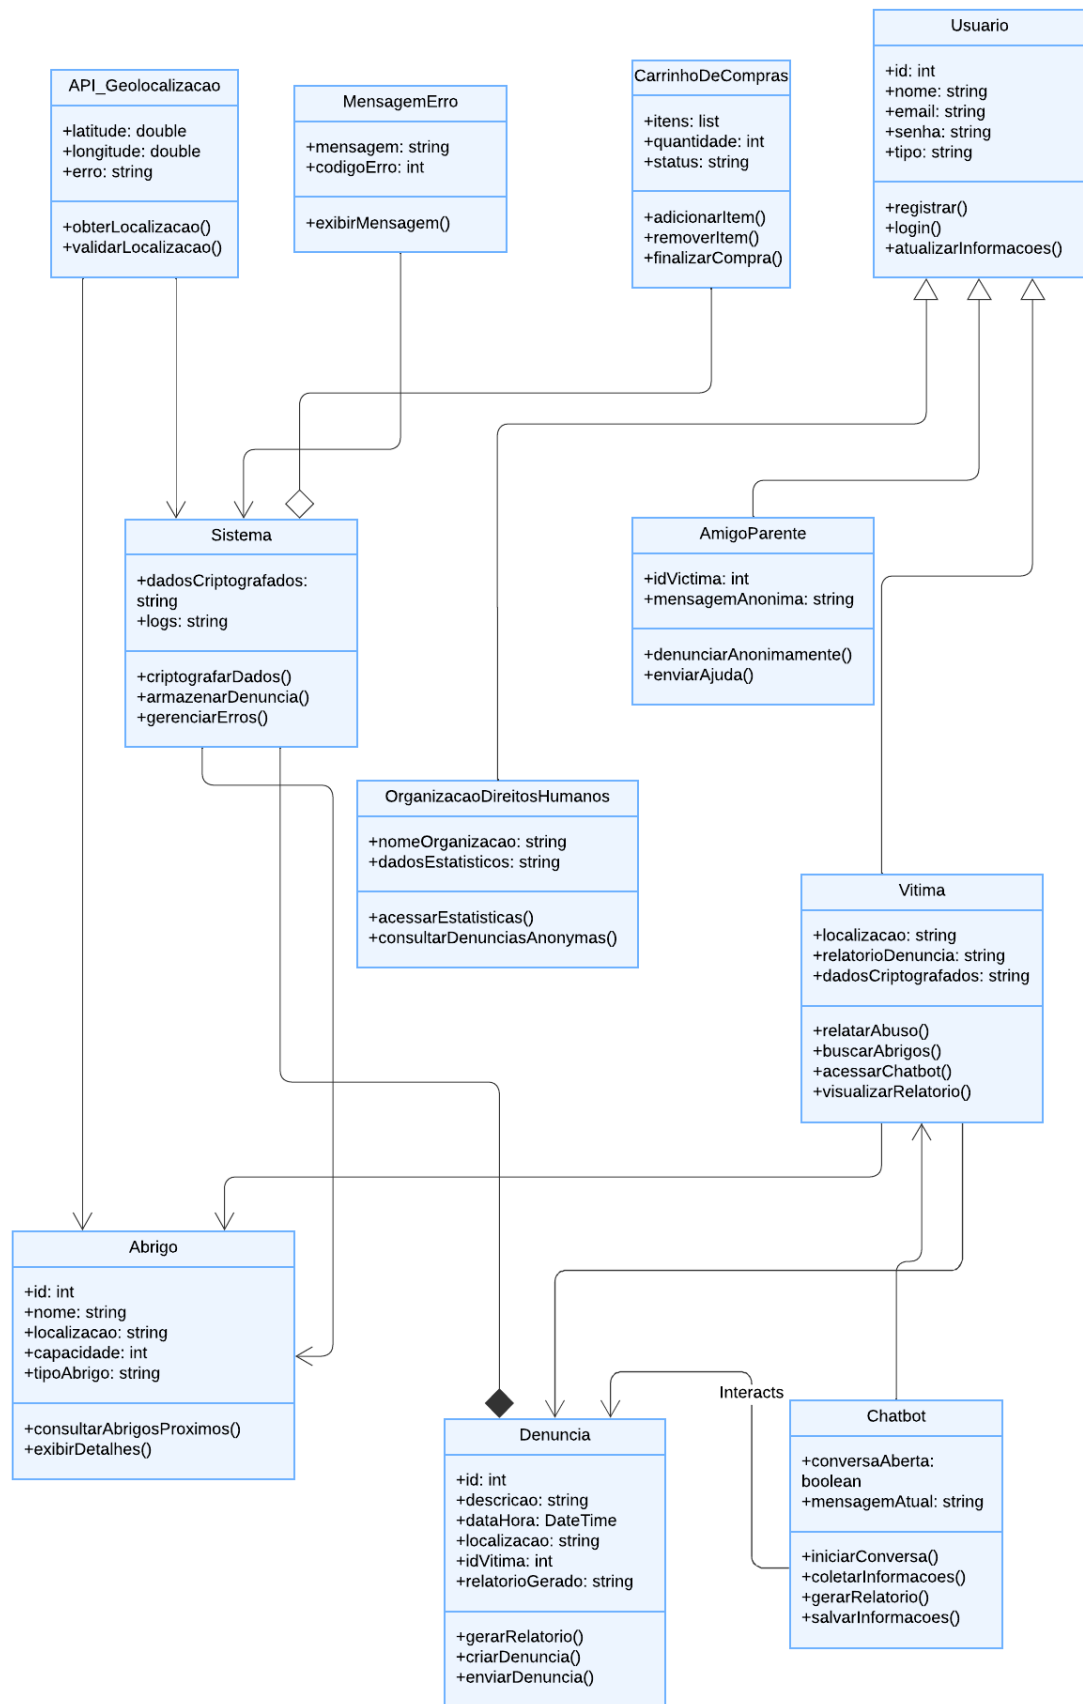 Usuario
+id: int
+nome: string
+email: string
+senha: string
+tipo: string
+registrar()
+login()
+atualizarInformacoes()
API_Geolocalizacao
+latitude: double
+longitude: double
+erro: string
+obterLocalizacao()
+validarLocalizacao()
MensagemErro
+mensagem: string
+codigoErro: int
+exibirMensagem()
CarrinhoDeCompras
+itens: list
+quantidade: int
+status: string
+adicionarItem()
+removerItem()
+finalizarCompra()
Sistema
+dadosCriptografados:
string
+logs: string
+criptografarDados()
+armazenarDenuncia()
+gerenciarErros()
AmigoParente
+idVictima: int
+mensagemAnonima: string
+denunciarAnonimamente()
+enviarAjuda()
OrganizacaoDireitosHumanos
+nomeOrganizacao: string
+dadosEstatisticos: string
+acessarEstatisticas()
+consultarDenunciasAnonymas()
Vitima
+localizacao: string
+relatorioDenuncia: string
+dadosCriptografados: string
+relatarAbuso()
+buscarAbrigos()
+acessarChatbot()
+visualizarRelatorio()
Abrigo
+id: int
+nome: string
+localizacao: string
+capacidade: int
+tipoAbrigo: string
+consultarAbrigosProximos()
+exibirDetalhes()
Interacts
Denuncia
+id: int
+descricao: string
+dataHora: DateTime
+localizacao: string
+idVitima: int
+relatorioGerado: string
+gerarRelatorio()
+criarDenuncia()
+enviarDenuncia()
Chatbot
+conversaAberta:
boolean
+mensagemAtual: string
+iniciarConversa()
+coletarInformacoes()
+gerarRelatorio()
+salvarInformacoes()